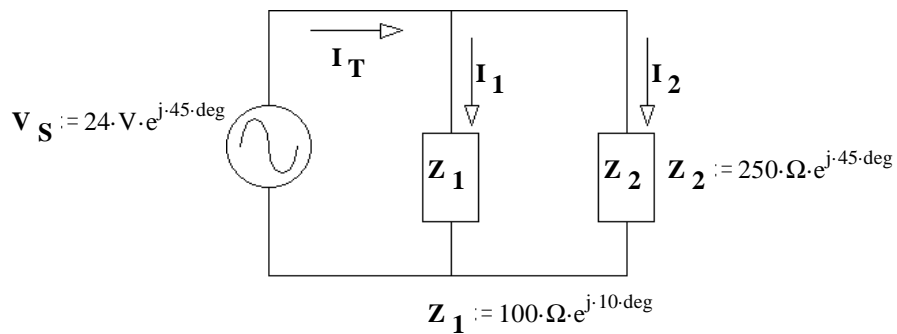 I T
I 1
I 2
V S := 24·V·e^j·45·deg
Z 1
Z 2
Z 2 := 250·Ω·e^j·45·deg
Z 1 := 100·Ω·e^j·10·deg